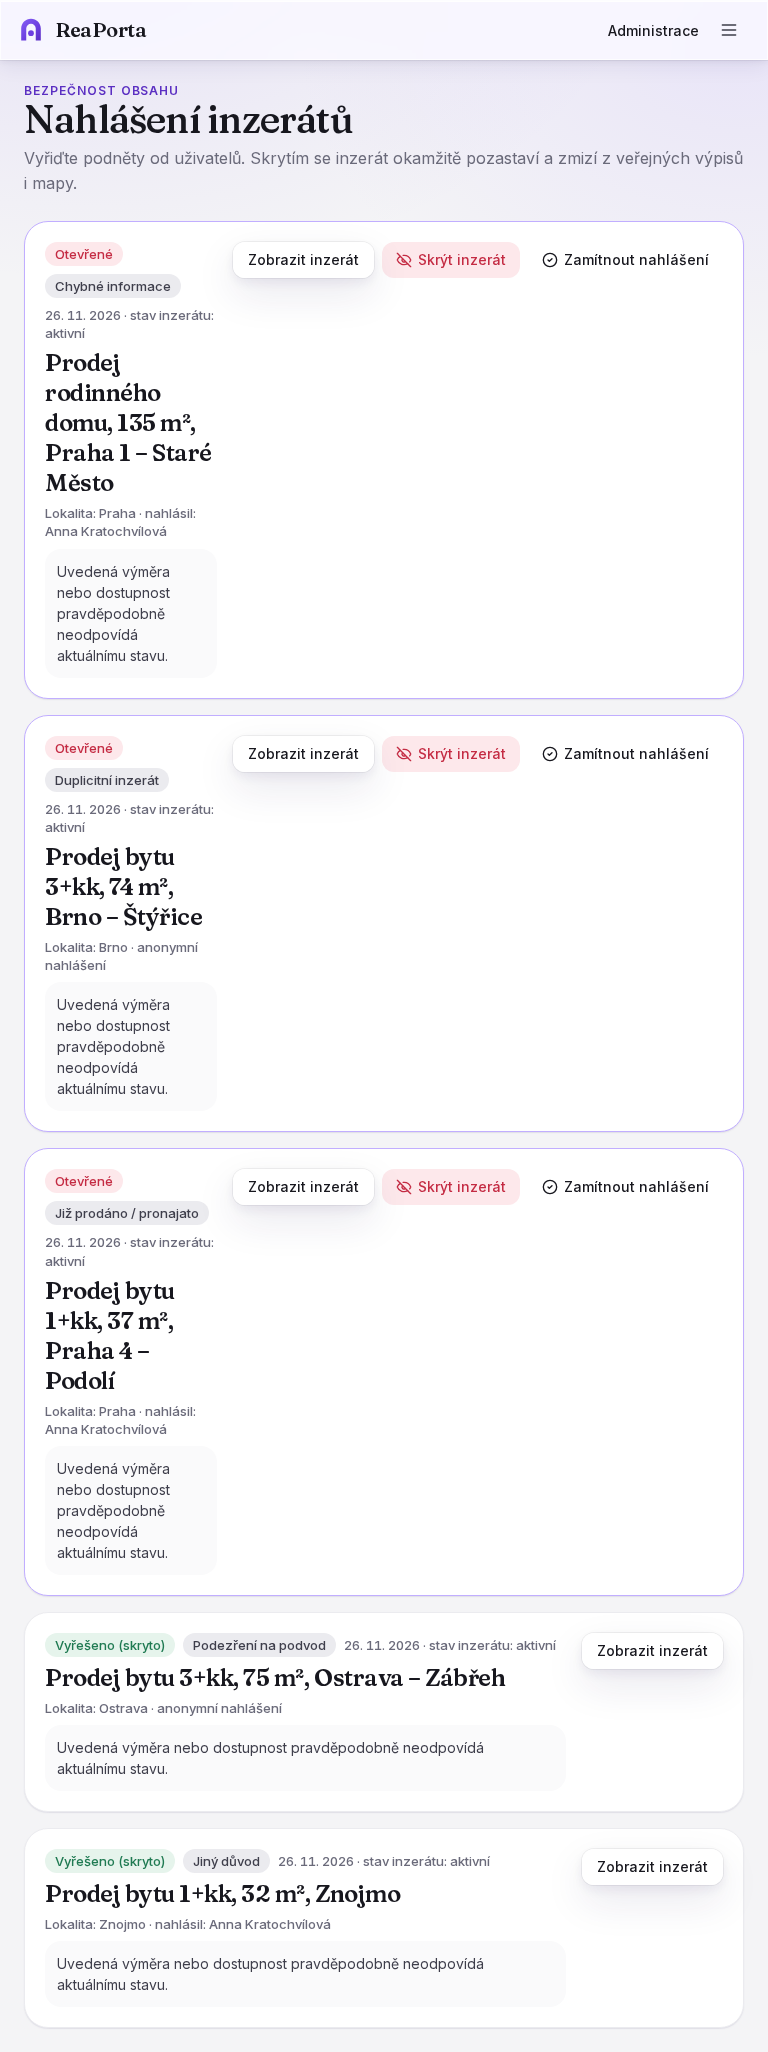 ReaPorta
Administrace
BEZPEČNOST OBSAHU
Nahlášení inzerátů
Vyřiďte podněty od uživatelů. Skrytím se inzerát okamžitě pozastaví a zmizí z veřejných výpisů
i mapy.
Otevřené
Chybné informace
26. 11. 2026 · stav inzerátu:
aktivní
Prodej
rodinného
domu, 135 m²,
Praha 1 – Staré
Město
Lokalita: Praha · nahlásil:
Anna Kratochvílová
Uvedená výměra
nebo dostupnost
pravděpodobně
neodpovídá
aktuálnímu stavu.
Zobrazit inzerát
Skrýt inzerát
Zamítnout nahlášení
Otevřené
Duplicitní inzerát
26. 11. 2026 · stav inzerátu:
aktivní
Prodej bytu
3+kk, 74 m²,
Brno – Štýřice
Lokalita: Brno · anonymní
nahlášení
Uvedená výměra
nebo dostupnost
pravděpodobně
neodpovídá
aktuálnímu stavu.
Zobrazit inzerát
Skrýt inzerát
Zamítnout nahlášení
Otevřené
Již prodáno / pronajato
26. 11. 2026 · stav inzerátu:
aktivní
Prodej bytu
1+kk, 37 m²,
Praha 4 –
Podolí
Lokalita: Praha · nahlásil:
Anna Kratochvílová
Uvedená výměra
nebo dostupnost
pravděpodobně
neodpovídá
aktuálnímu stavu.
Zobrazit inzerát
Skrýt inzerát
Zamítnout nahlášení
Vyřešeno (skryto)
Podezření na podvod
26. 11. 2026 · stav inzerátu: aktivní
Prodej bytu 3+kk, 75 m², Ostrava – Zábřeh
Lokalita: Ostrava · anonymní nahlášení
Uvedená výměra nebo dostupnost pravděpodobně neodpovídá
aktuálnímu stavu.
Zobrazit inzerát
Vyřešeno (skryto)
Jiný důvod
26. 11. 2026 · stav inzerátu: aktivní
Prodej bytu 1+kk, 32 m², Znojmo
Lokalita: Znojmo · nahlásil: Anna Kratochvílová
Uvedená výměra nebo dostupnost pravděpodobně neodpovídá
aktuálnímu stavu.
Zobrazit inzerát